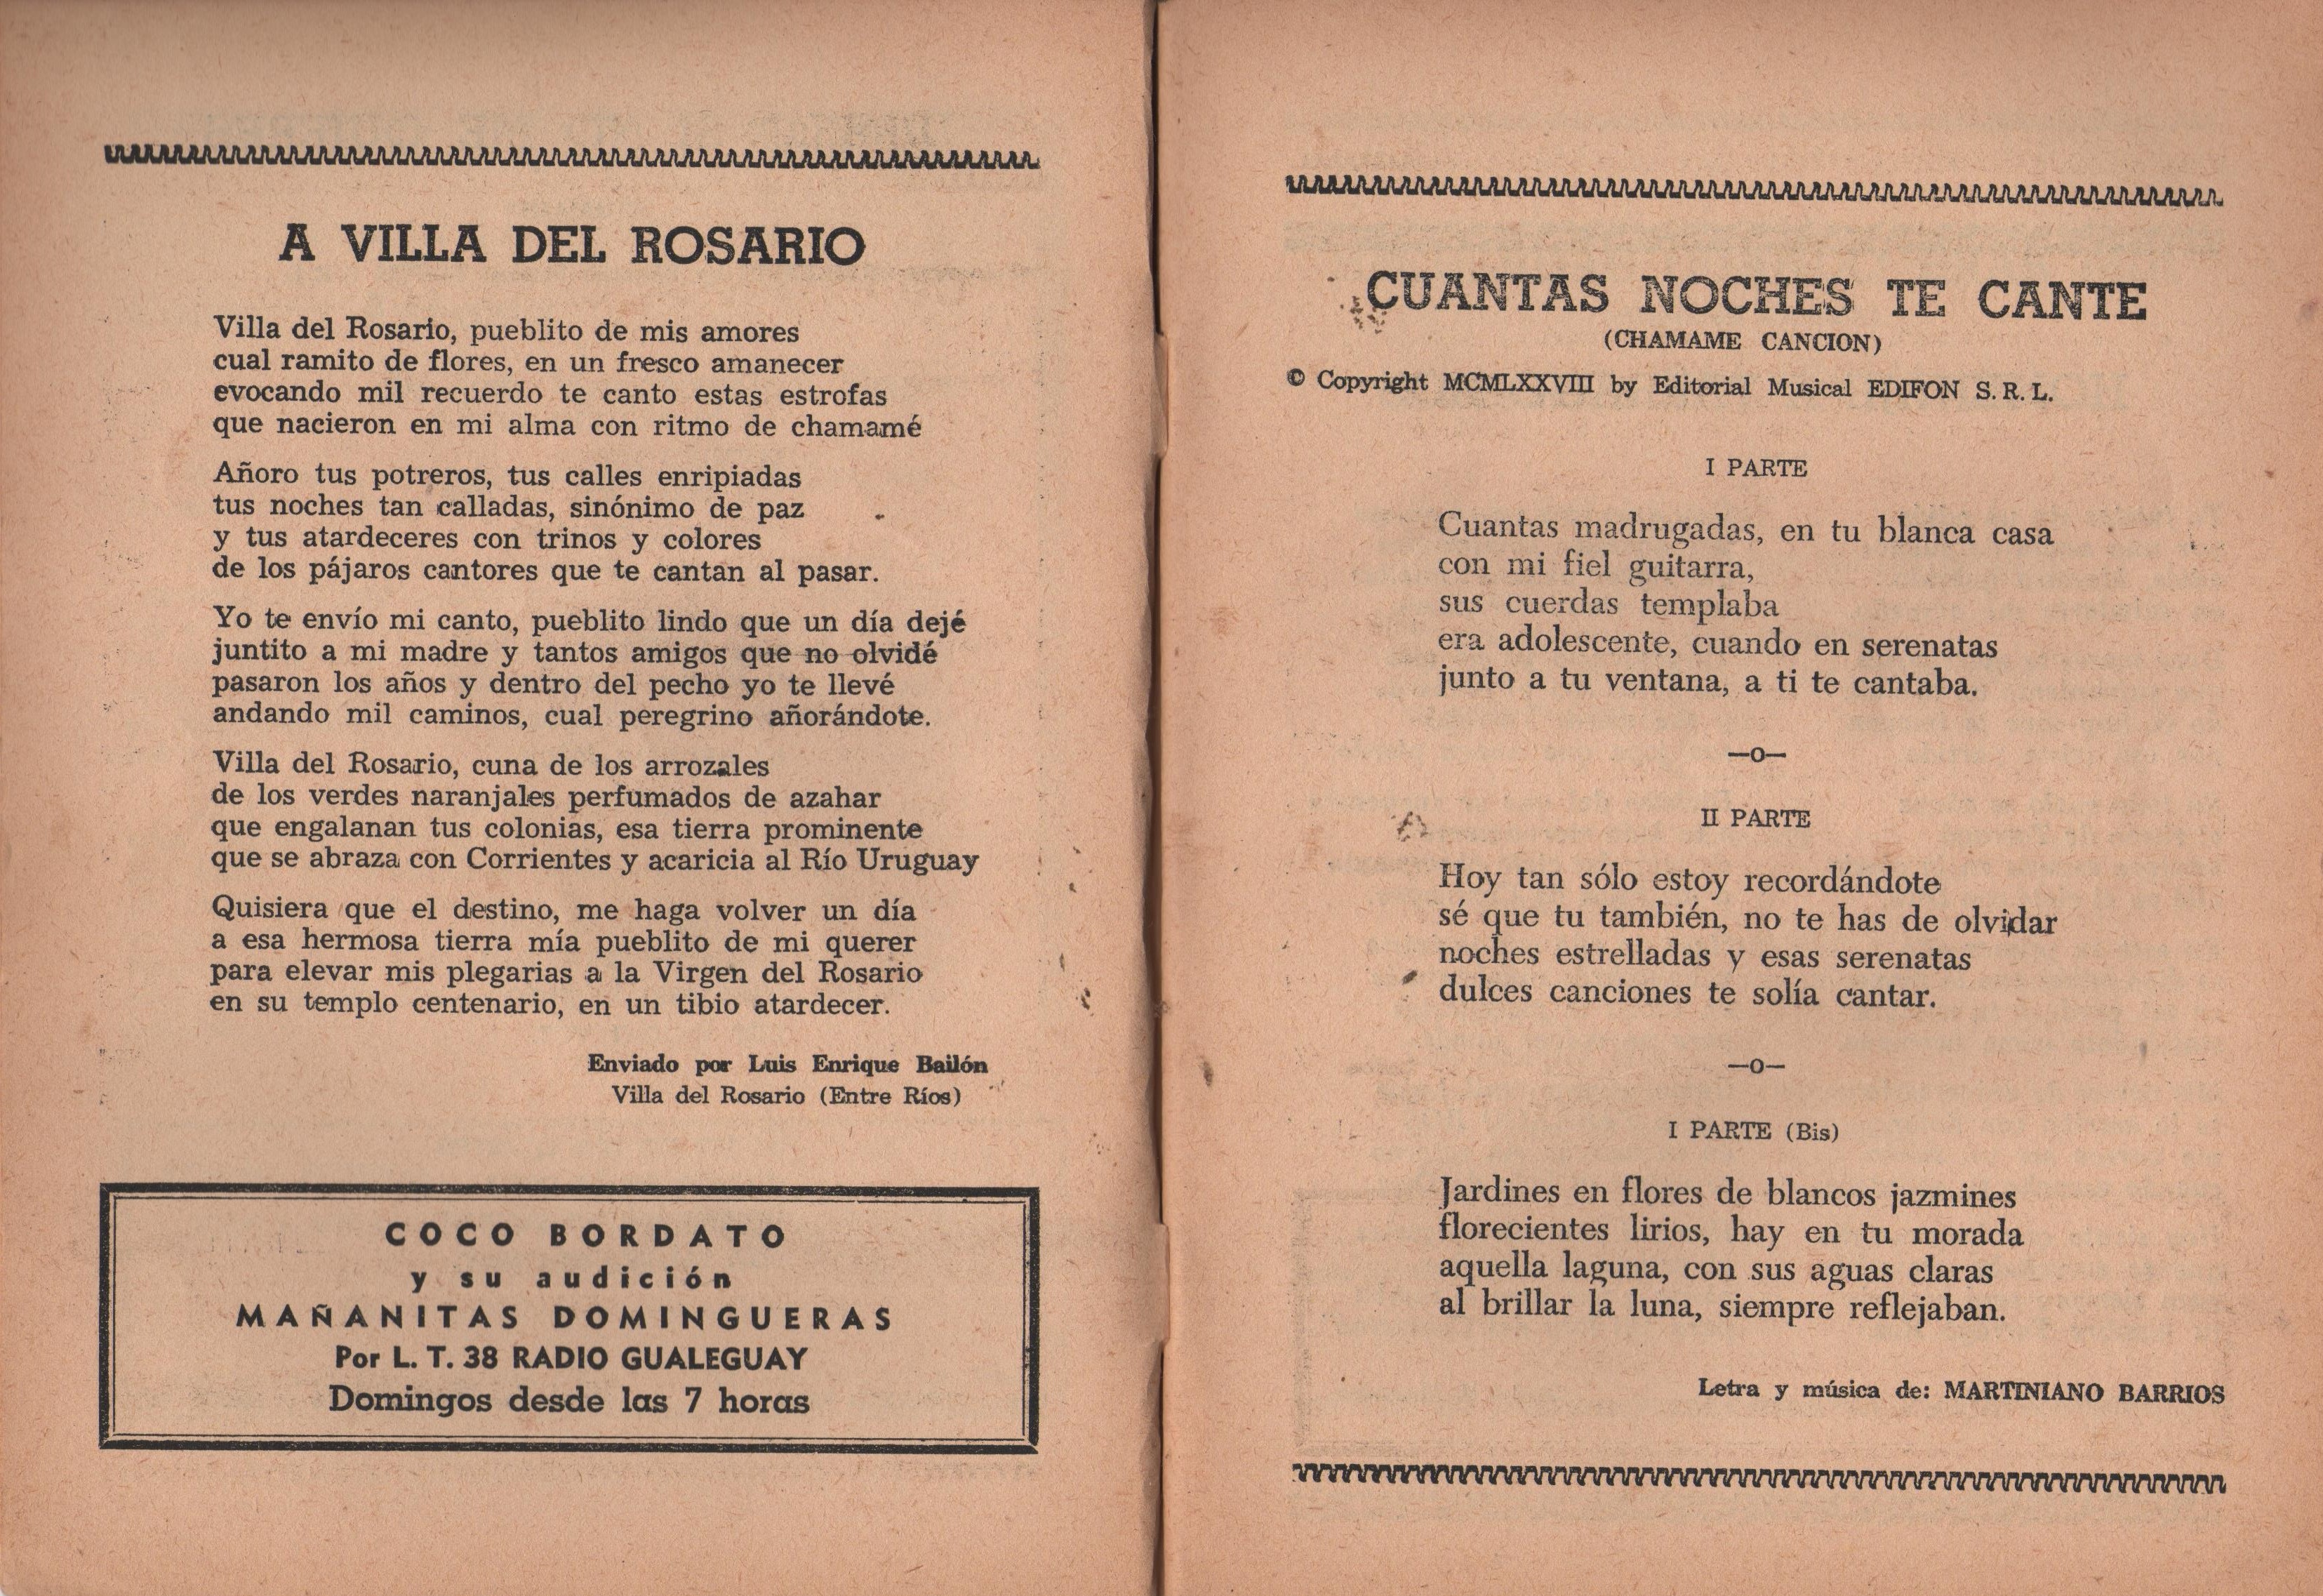 A VILLA DEL ROSARIO
Villa del Rosario, pueblito de mis amores
cual ramito de flores, en un fresco amanecer
evocando mil recuerdo te canto estas estrofas
que nacieron en mi alma con ritmo de chamamé
Añoro tus potreros, tus calles enripiadas
tus noches tan calladas, sinónimo de paz
y tus atardeceres con trinos y colores
de los pájaros cantores que te cantan al pasar.
Yo te envío mi canto, pueblito lindo que un día dejé
juntito a mi madre y tantos amigos que no olvidé
pasaron los años y dentro del pecho yo te llevé
andando mil caminos, cual peregrino añorándote.
Villa del Rosario, cuna de los arrozales
de los verdes naranjales perfumados de azahar
que engalanan tus colonias, esa tierra prominente
que se abraza con Corrientes y acaricia al Río Uruguay
Quisiera que el destino, me haga volver un día
a esa hermosa tierra mía pueblito de mi querer
para elevar mis plegarias a la Virgen del Rosario
en su templo centenario, en un tibio atardecer.
Enviado por Luis Enrique Bailón
Villa del Rosario (Entre Ríos)
COCO BORDATO
y su audición
MAÑANITAS DOMINGUERAS
Por L. T. 38 RADIO GUALEGUAY
Domingos desde las 7 horas
CUANTAS NOCHES TE CANTE
(CHAMAME CANCION)
© Copyright MCMLXXVIII by Editorial Musical EDIFON S. R. L.
I PARTE
Cuantas madrugadas, en tu blanca casa
con mi fiel guitarra,
sus cuerdas templaba
era adolescente, cuando en serenatas
junto a tu ventana, a ti te cantaba.
—o—
II PARTE
Hoy tan sólo estoy recordándote
sé que tu también, no te has de olvidar
noches estrelladas y esas serenatas
dulces canciones te solía cantar.
—o—
I PARTE (Bis)
Jardines en flores de blancos jazmines
florecientes lirios, hay en tu morada
aquella laguna, con sus aguas claras
al brillar la luna, siempre reflejaban.
Letra y música de: MARTINIANO BARRIOS